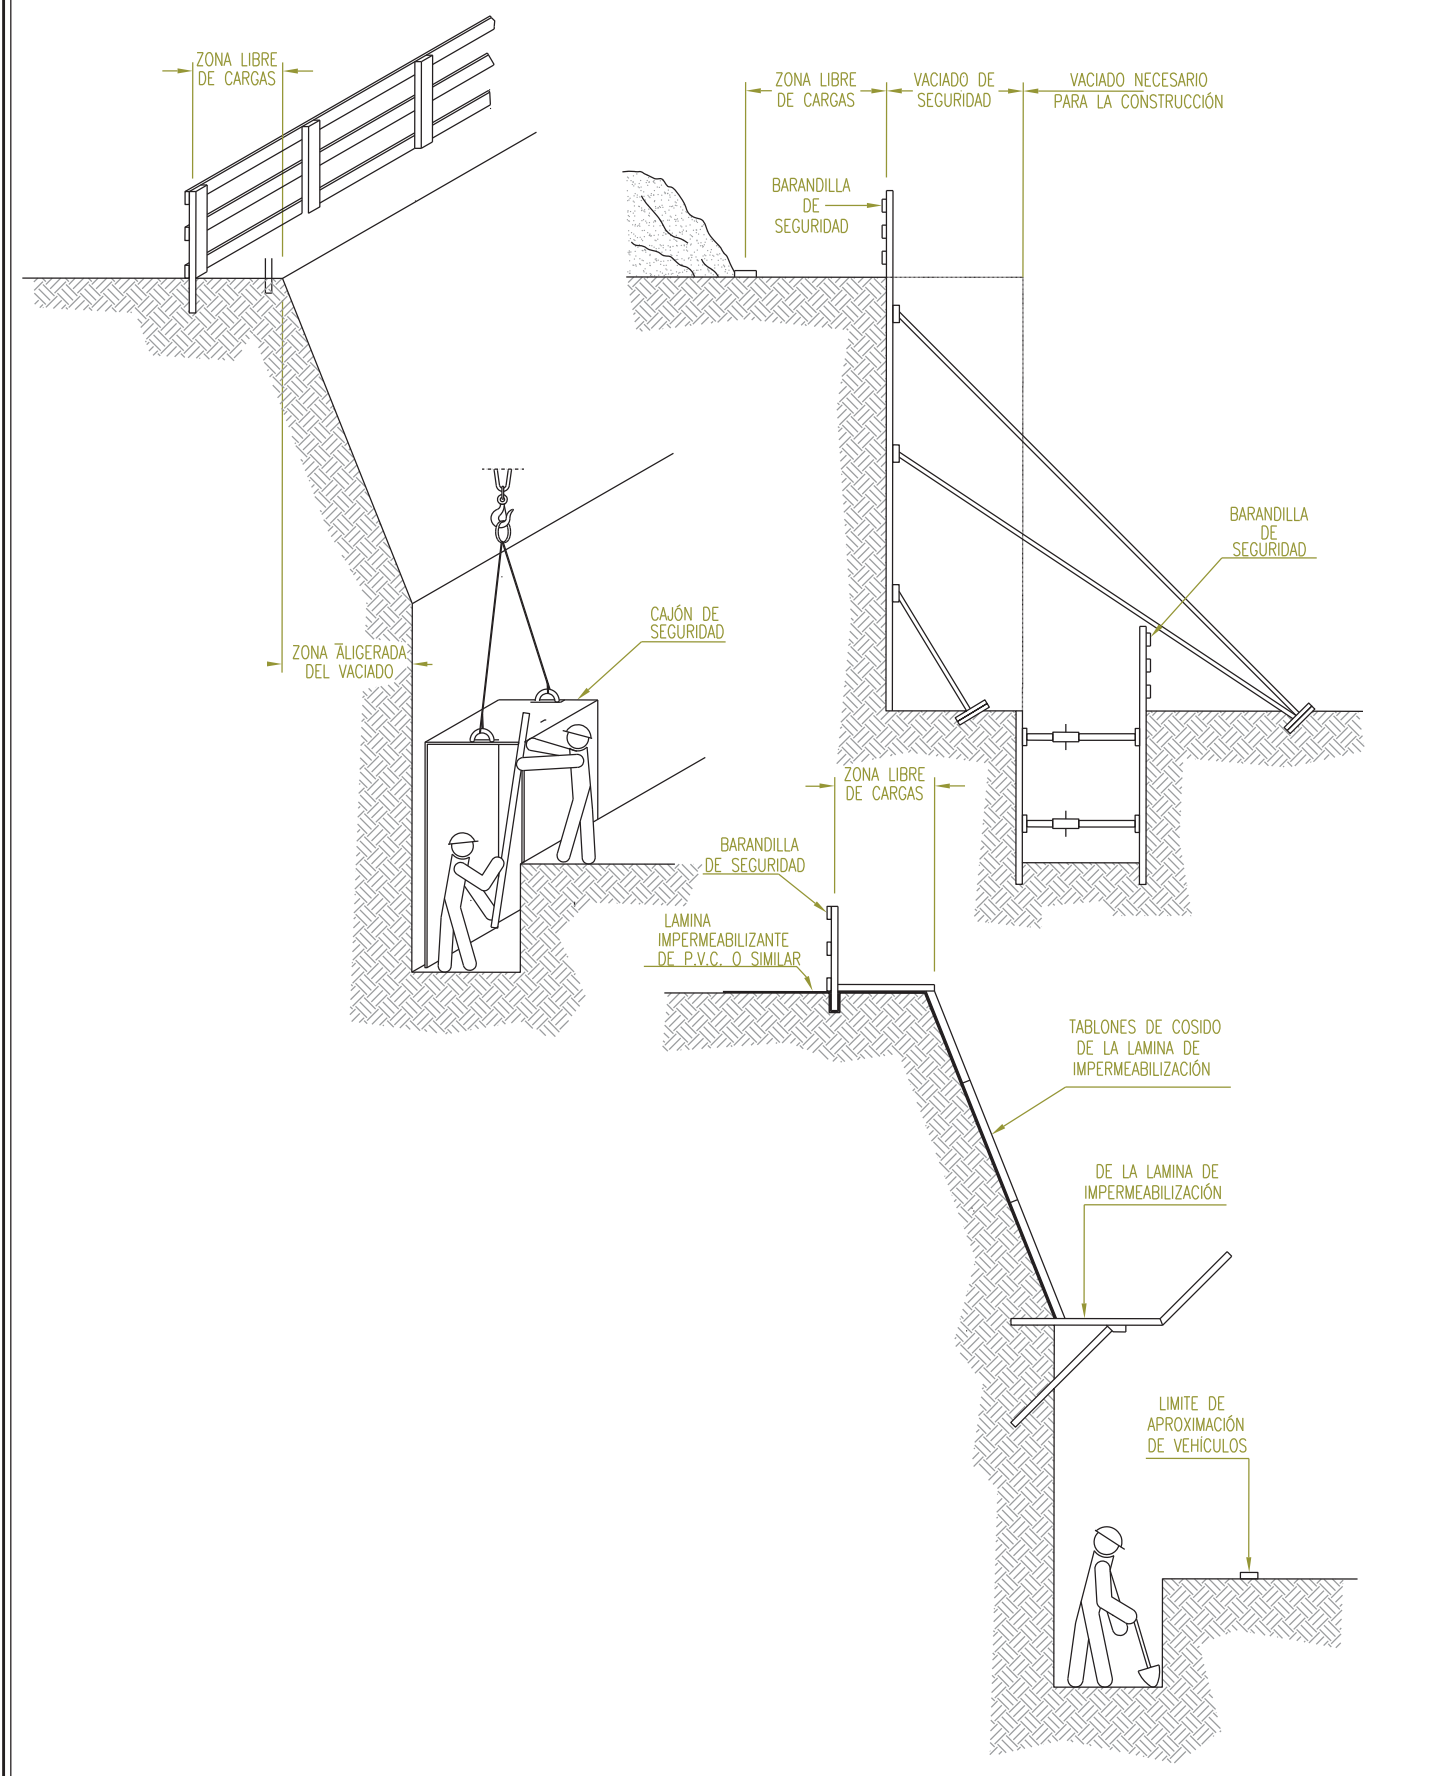 ZONA LIBRE
DE CARGAS
ZONA LIBRE
DE CARGAS
VACIADO DE
SEGURIDAD
VACIADO NECESARIO
PARA LA CONSTRUCCIÓN
BARANDILLA
DE
SEGURIDAD
BARANDILLA
DE
SEGURIDAD
CAJÓN DE
SEGURIDAD
ZONA ALIGERADA
DEL VACIADO
ZONA LIBRE
DE CARGAS
BARANDILLA
DE SEGURIDAD
LAMINA
IMPERMEABILIZANTE
DE P.V.C. O SIMILAR
TABLONES DE COSIDO
DE LA LAMINA DE
IMPERMEABILIZACIÓN
DE LA LAMINA DE
IMPERMEABILIZACIÓN
LIMITE DE
APROXIMACIÓN
DE VEHÍCULOS